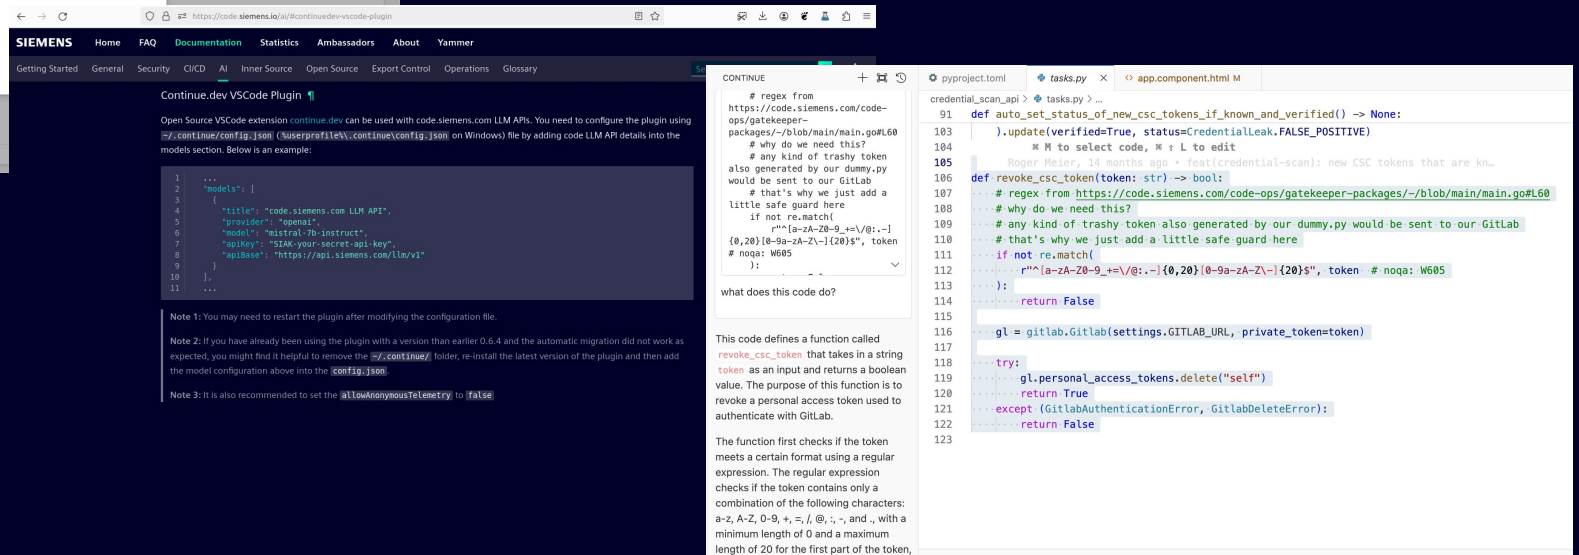 https://code.siemens.io/ai/#continuedev-vscode-plugin
SIEMENS Home FAQ Documentation Statistics Ambassadors About Yammer
Getting Started General Security CI/CD AI Inner Source Open Source Export Control Operations Glossary
Continue.dev VSCode Plugin ¶
Open Source VSCode extension continue.dev can be used with code.siemens.com LLM APIs. You need to configure the plugin using
~/.continue/config.json ( %userprofile%\.continue\config.json on Windows) file by adding code LLM API details into the
models section. Below is an example:
1 ...
2 "models": [
3 {
4 "title": "code.siemens.com LLM API",
5 "provider": "openai",
6 "model": "mistral-7b-instruct",
7 "apiKey": "SIAK-your-secret-api-key",
8 "apiBase": "https://api.siemens.com/llm/v1"
9 }
10 ],
11 ...
Note 1: You may need to restart the plugin after modifying the configuration file.
Note 2: If you have already been using the plugin with a version than earlier 0.6.4 and the automatic migration did not work as
expected, you might find it helpful to remove the ~/.continue/ folder, re-install the latest version of the plugin and then add
the model configuration above into the config.json.
Note 3: It is also recommended to set the allowAnonymousTelemetry to false
CONTINUE
# regex from
https://code.siemens.com/code-
ops/gatekeeper-
packages/-/blob/main/main.go#L60
# why do we need this?
# any kind of trashy token
also generated by our dummy.py
would be sent to our GitLab
# that's why we just add a
little safe guard here
if not re.match(
r"^[a-zA-Z0-9_+=\/@:.-]
{0,20}[0-9a-zA-Z\-]{20}$", token
# noqa: W605
):
what does this code do?
This code defines a function called
revoke_csc_token that takes in a string
token as an input and returns a boolean
value. The purpose of this function is to
revoke a personal access token used to
authenticate with GitLab.
The function first checks if the token
meets a certain format using a regular
expression. The regular expression
checks if the token contains only a
combination of the following characters:
a-z, A-Z, 0-9, +, =, /, @, :, -, and ., with a
minimum length of 0 and a maximum
length of 20 for the first part of the token,
pyproject.toml tasks.py × app.component.html M
credential_scan_api > tasks.py > ...
91 def auto_set_status_of_new_csc_tokens_if_known_and_verified() -> None:
103 ).update(verified=True, status=CredentialLeak.FALSE_POSITIVE)
104 ⌘ M to select code, ⌘ ⇧ L to edit
105 Roger Meier, 14 months ago • feat(credential-scan): new CSC tokens that are kn…
106 def revoke_csc_token(token: str) -> bool:
107 # regex from https://code.siemens.com/code-ops/gatekeeper-packages/-/blob/main/main.go#L60
108 # why do we need this?
109 # any kind of trashy token also generated by our dummy.py would be sent to our GitLab
110 # that's why we just add a little safe guard here
111 if not re.match(
112 r"^[a-zA-Z0-9_+=\/@:.-]{0,20}[0-9a-zA-Z\-]{20}$", token # noqa: W605
113 ):
114 return False
115
116 gl = gitlab.Gitlab(settings.GITLAB_URL, private_token=token)
117
118 try:
119 gl.personal_access_tokens.delete("self")
120 return True
121 except (GitlabAuthenticationError, GitlabDeleteError):
122 return False
123